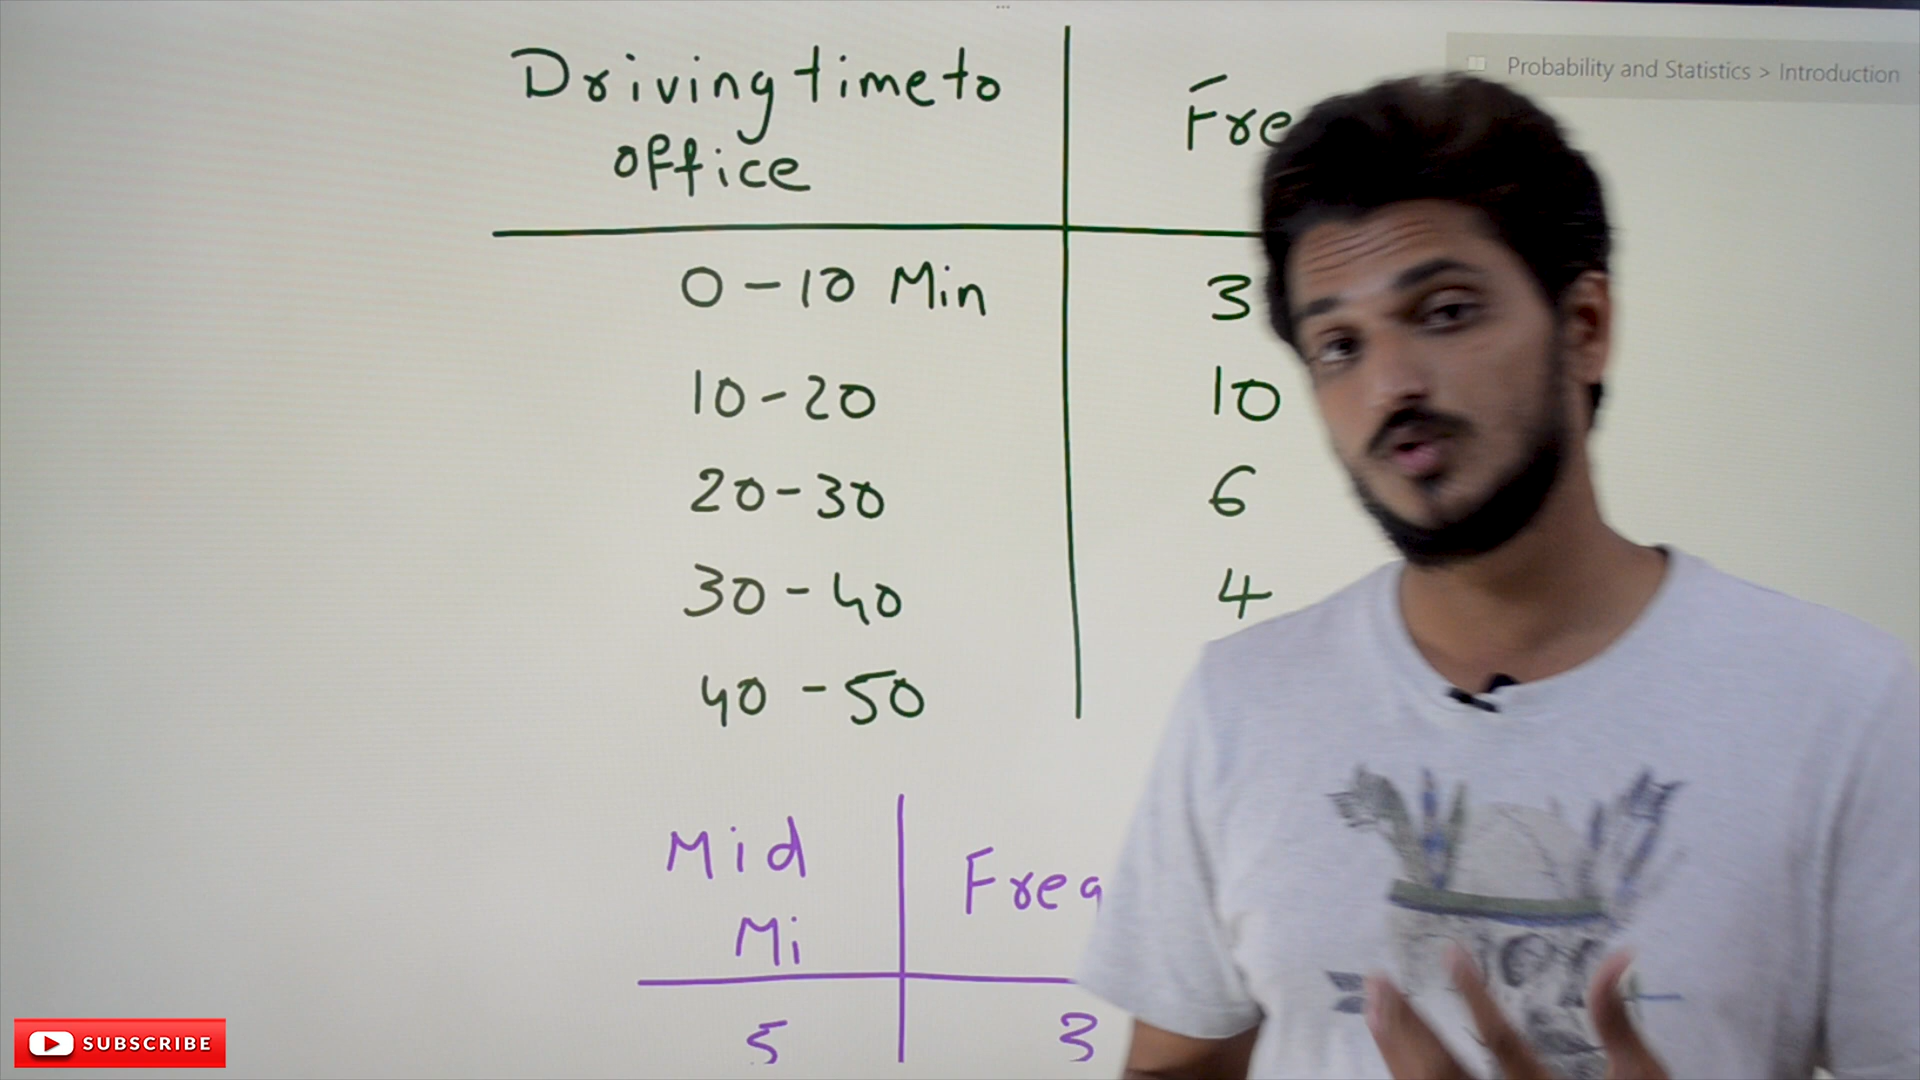 Probability and Statistics > Introduction
Driving time to
office
0 - 10 Min 3
10 - 20 10
20 - 30 6
30 - 40 4
40 - 50
Mid
Mi
5 3
SUBSCRIBE